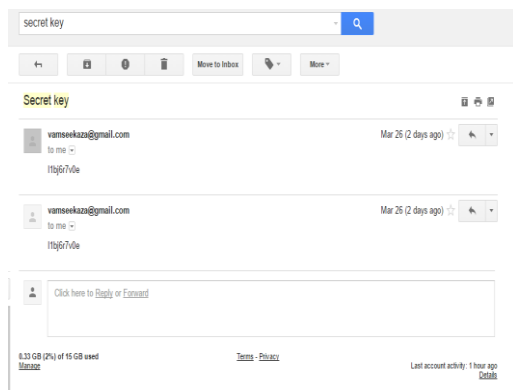 secret key
Move to Inbox More
Secret key
vamseekaza@gmail.com Mar 26 (2 days ago)
to me
l1bj6r7v0e
vamseekaza@gmail.com Mar 26 (2 days ago)
to me
l1bj6r7v0e
Click here to Reply or Forward
0.33 GB (2%) of 15 GB used
Manage
Terms - Privacy
Last account activity: 1 hour ago
Details